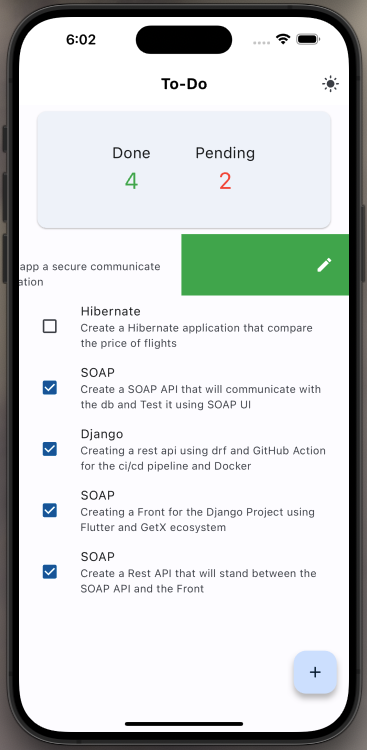 6:02
To-Do
Done
Pending
4
2
app a secure communicate
ation
Hibernate
Create a Hibernate application that compare
the price of flights
SOAP
Create a SOAP API that will communicate with
the db and Test it using SOAP UI
Django
Creating a rest api using drf and GitHub Action
for the ci/cd pipeline and Docker
SOAP
Creating a Front for the Django Project using
Flutter and GetX ecosystem
SOAP
Create a Rest API that will stand between the
SOAP API and the Front